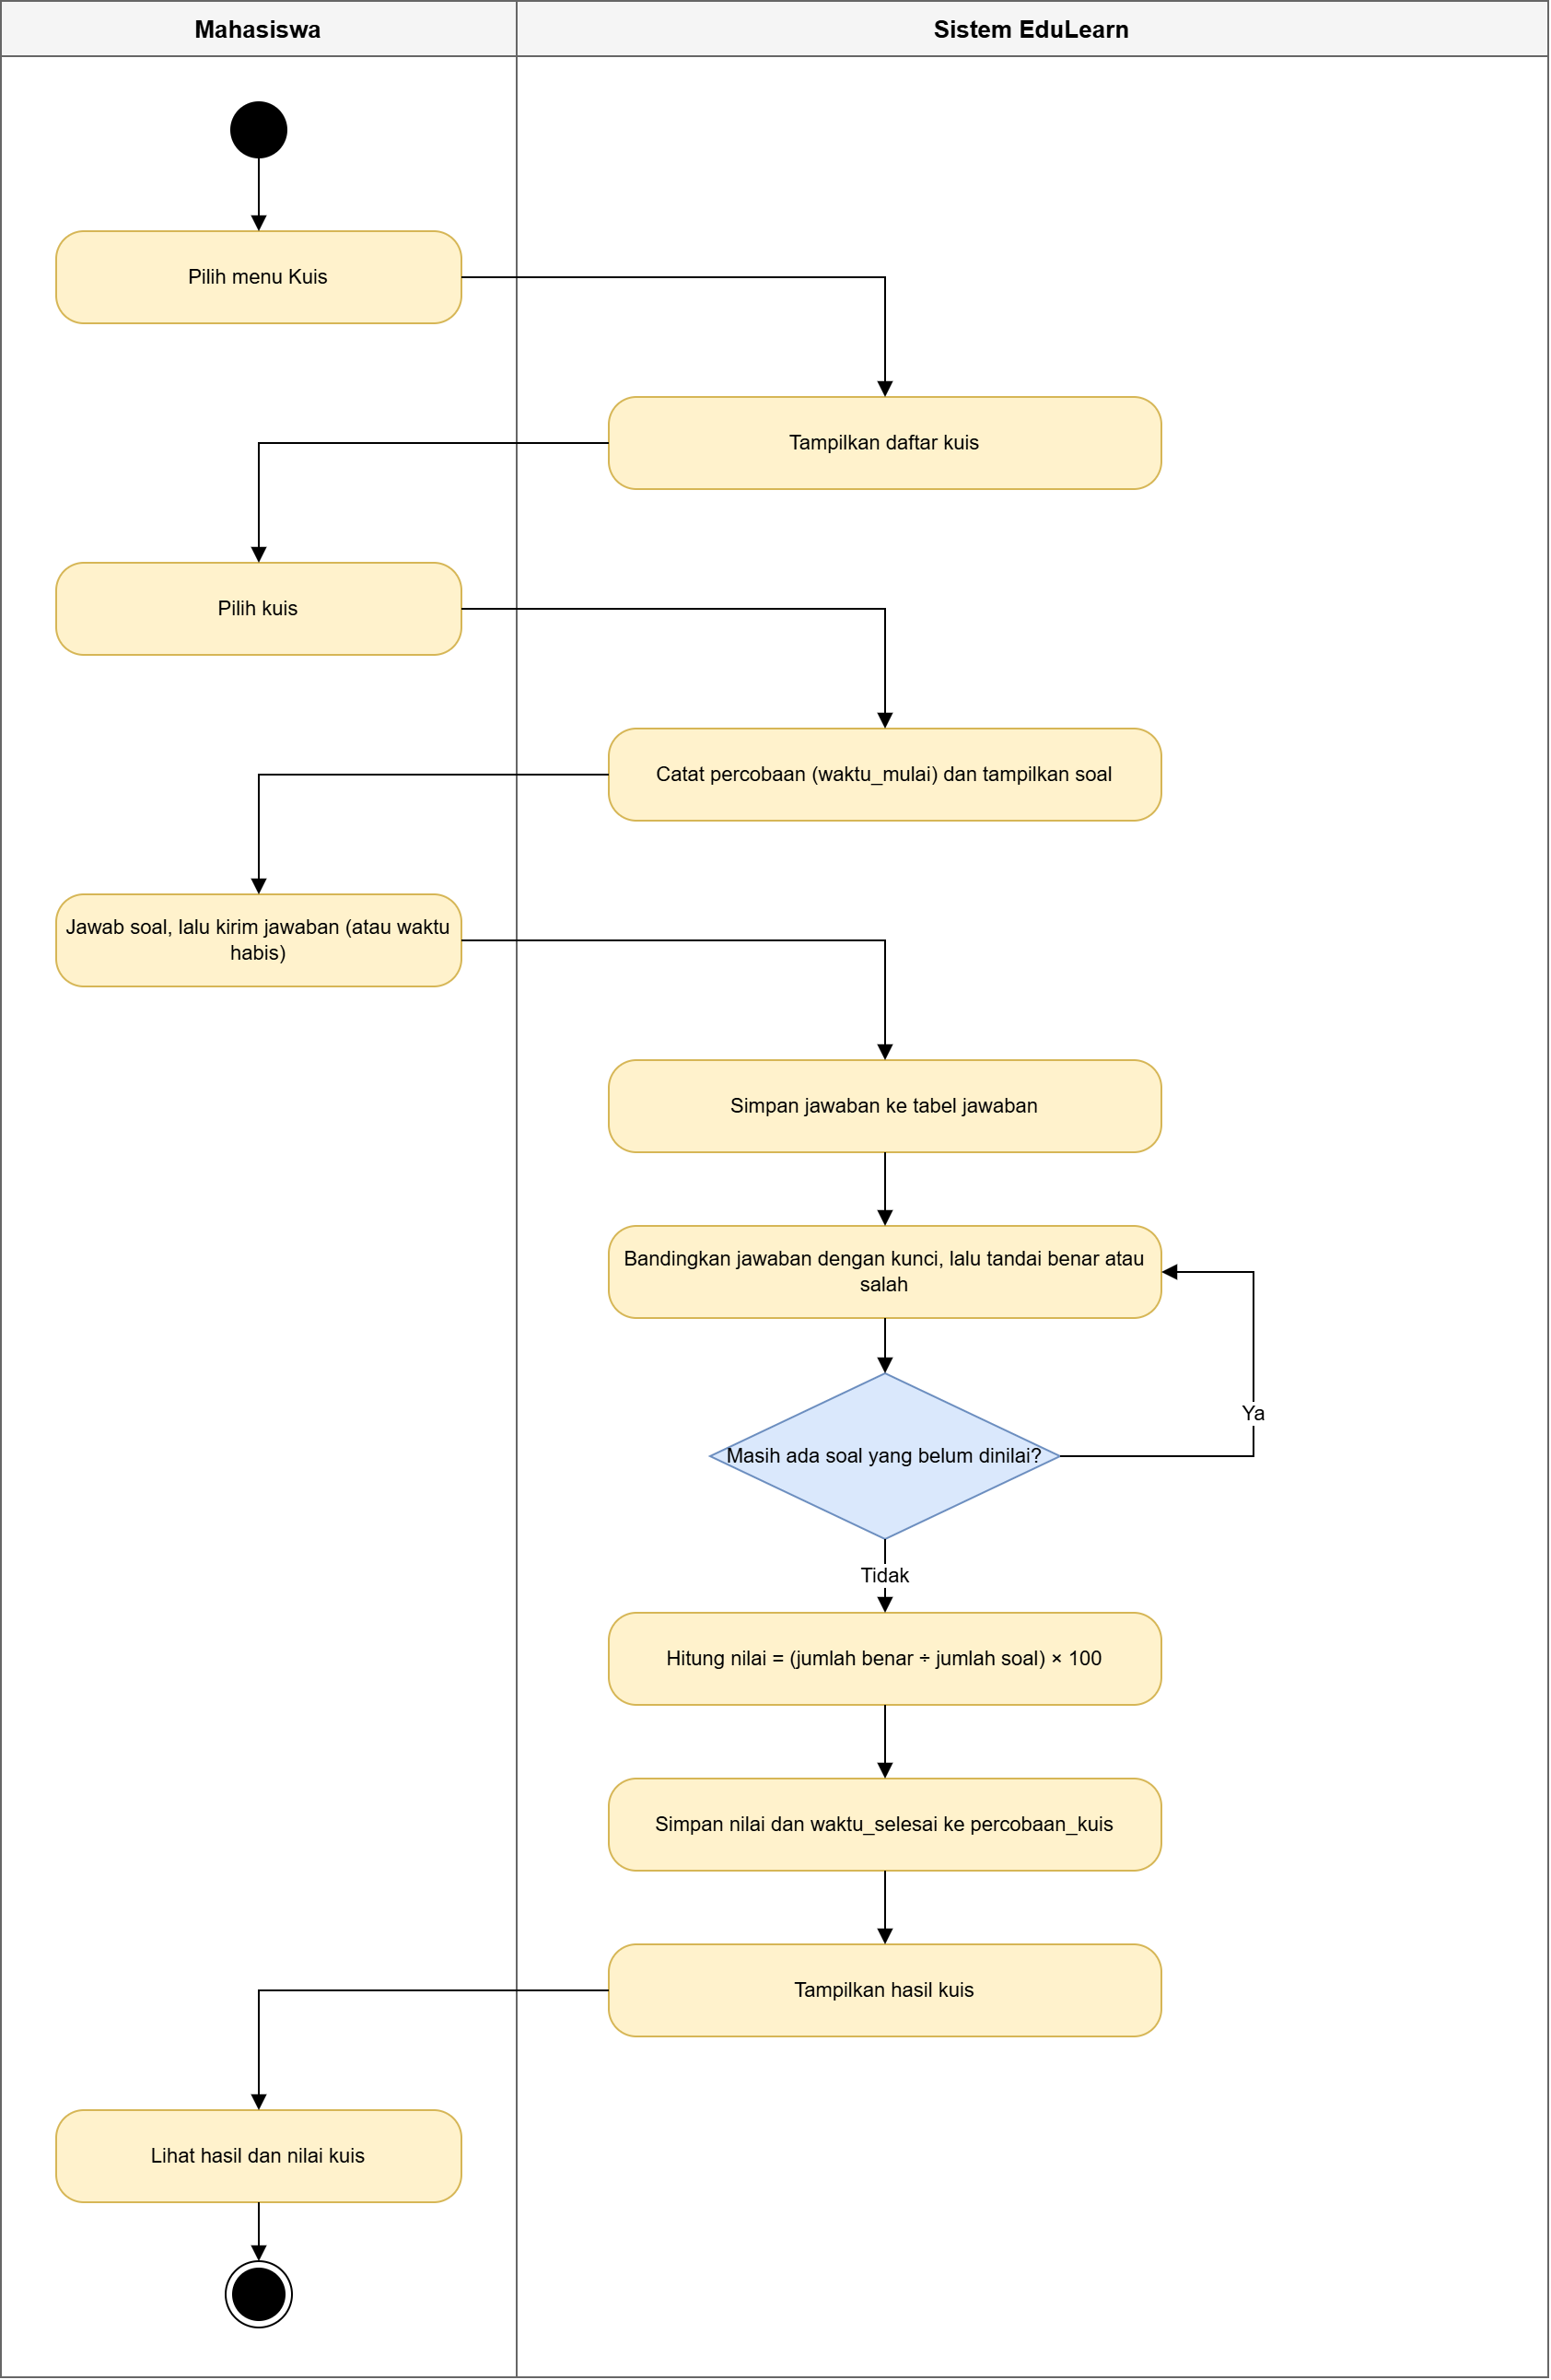 Mahasiswa
Sistem EduLearn
Pilih menu Kuis
Tampilkan daftar kuis
Pilih kuis
Catat percobaan (waktu_mulai) dan tampilkan soal
Jawab soal, lalu kirim jawaban (atau waktu
habis)
Simpan jawaban ke tabel jawaban
Bandingkan jawaban dengan kunci, lalu tandai benar atau
salah
Ya
Masih ada soal yang belum dinilai?
Tidak
Hitung nilai = (jumlah benar ÷ jumlah soal) × 100
Simpan nilai dan waktu_selesai ke percobaan_kuis
Tampilkan hasil kuis
Lihat hasil dan nilai kuis